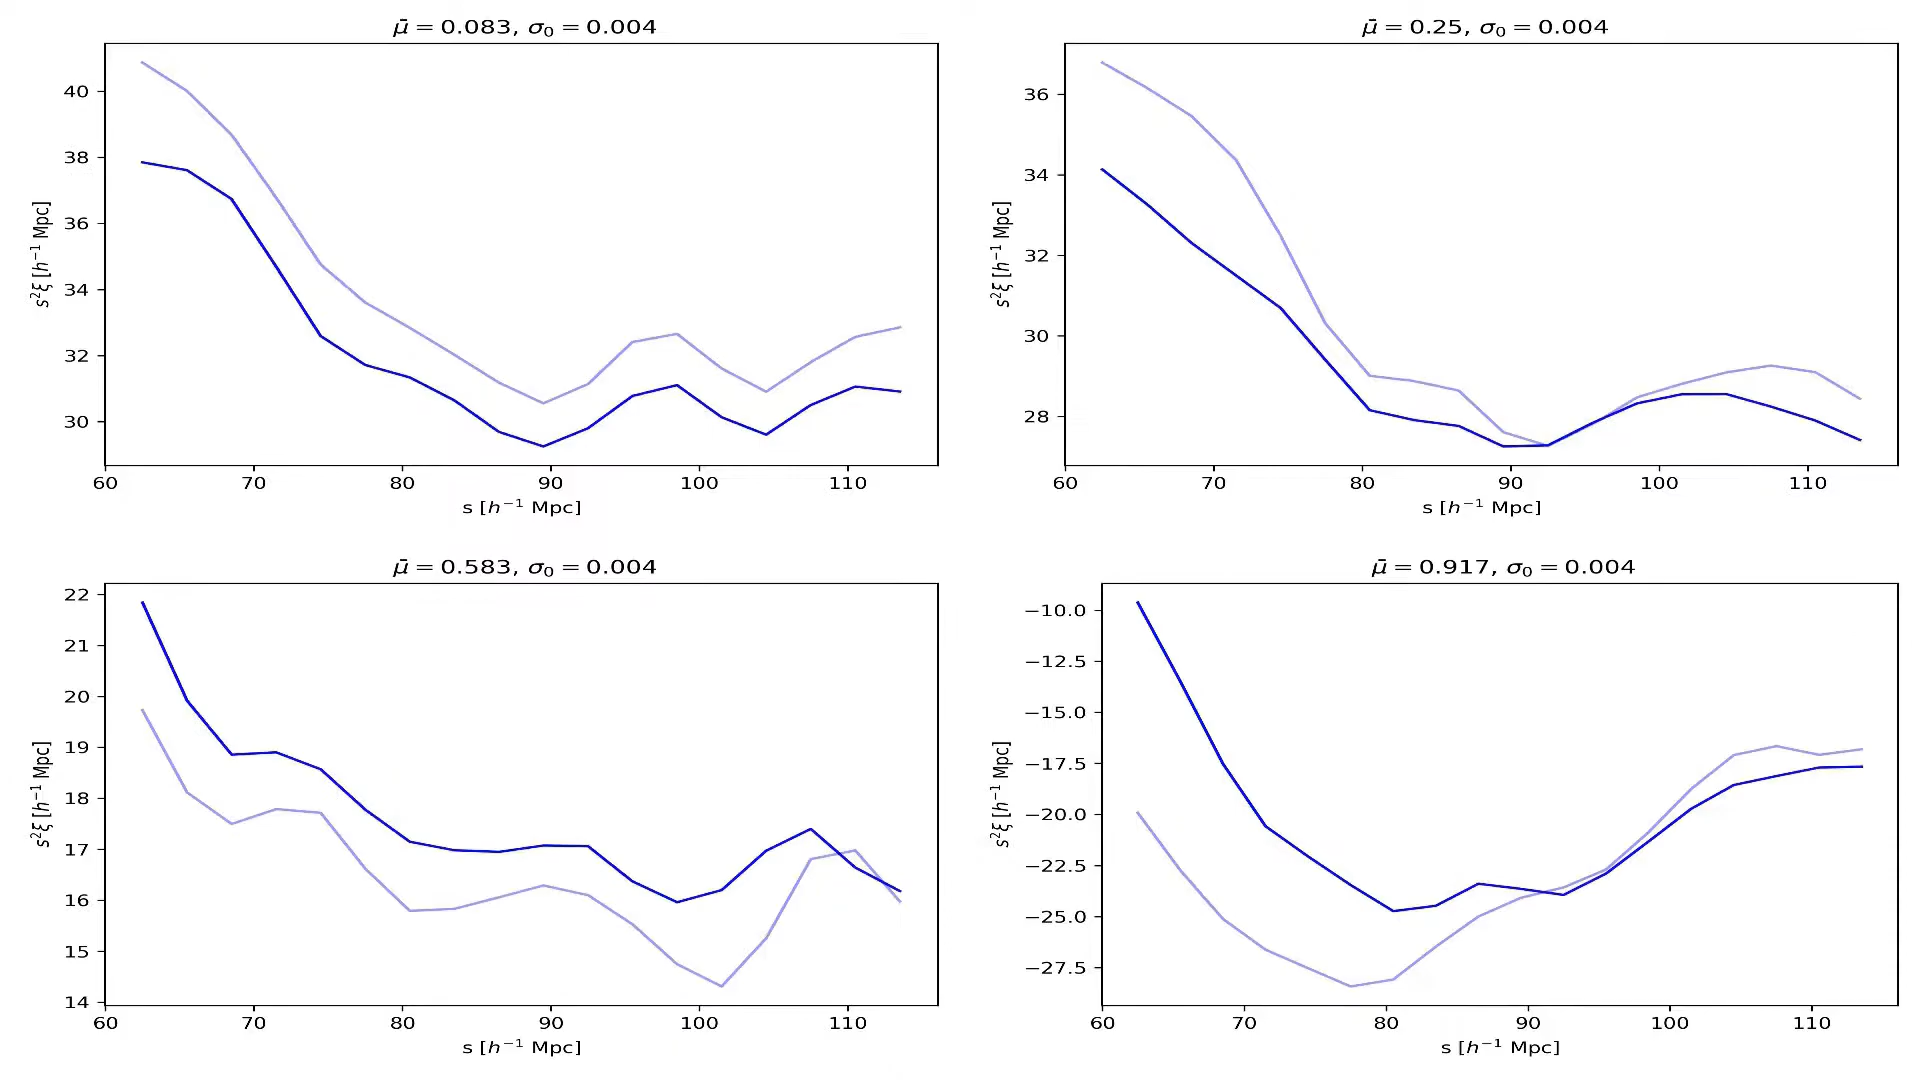 μ̄ = 0.083, σ₀ = 0.004
40
38
36
34
32
30
s²ξ [h⁻¹ Mpc]
60 70 80 90 100 110
s [h⁻¹ Mpc]
μ̄ = 0.25, σ₀ = 0.004
36
34
32
30
28
s²ξ [h⁻¹ Mpc]
60 70 80 90 100 110
s [h⁻¹ Mpc]
μ̄ = 0.583, σ₀ = 0.004
22
21
20
19
18
17
16
15
14
s²ξ [h⁻¹ Mpc]
60 70 80 90 100 110
s [h⁻¹ Mpc]
μ̄ = 0.917, σ₀ = 0.004
−10.0
−12.5
−15.0
−17.5
−20.0
−22.5
−25.0
−27.5
s²ξ [h⁻¹ Mpc]
60 70 80 90 100 110
s [h⁻¹ Mpc]